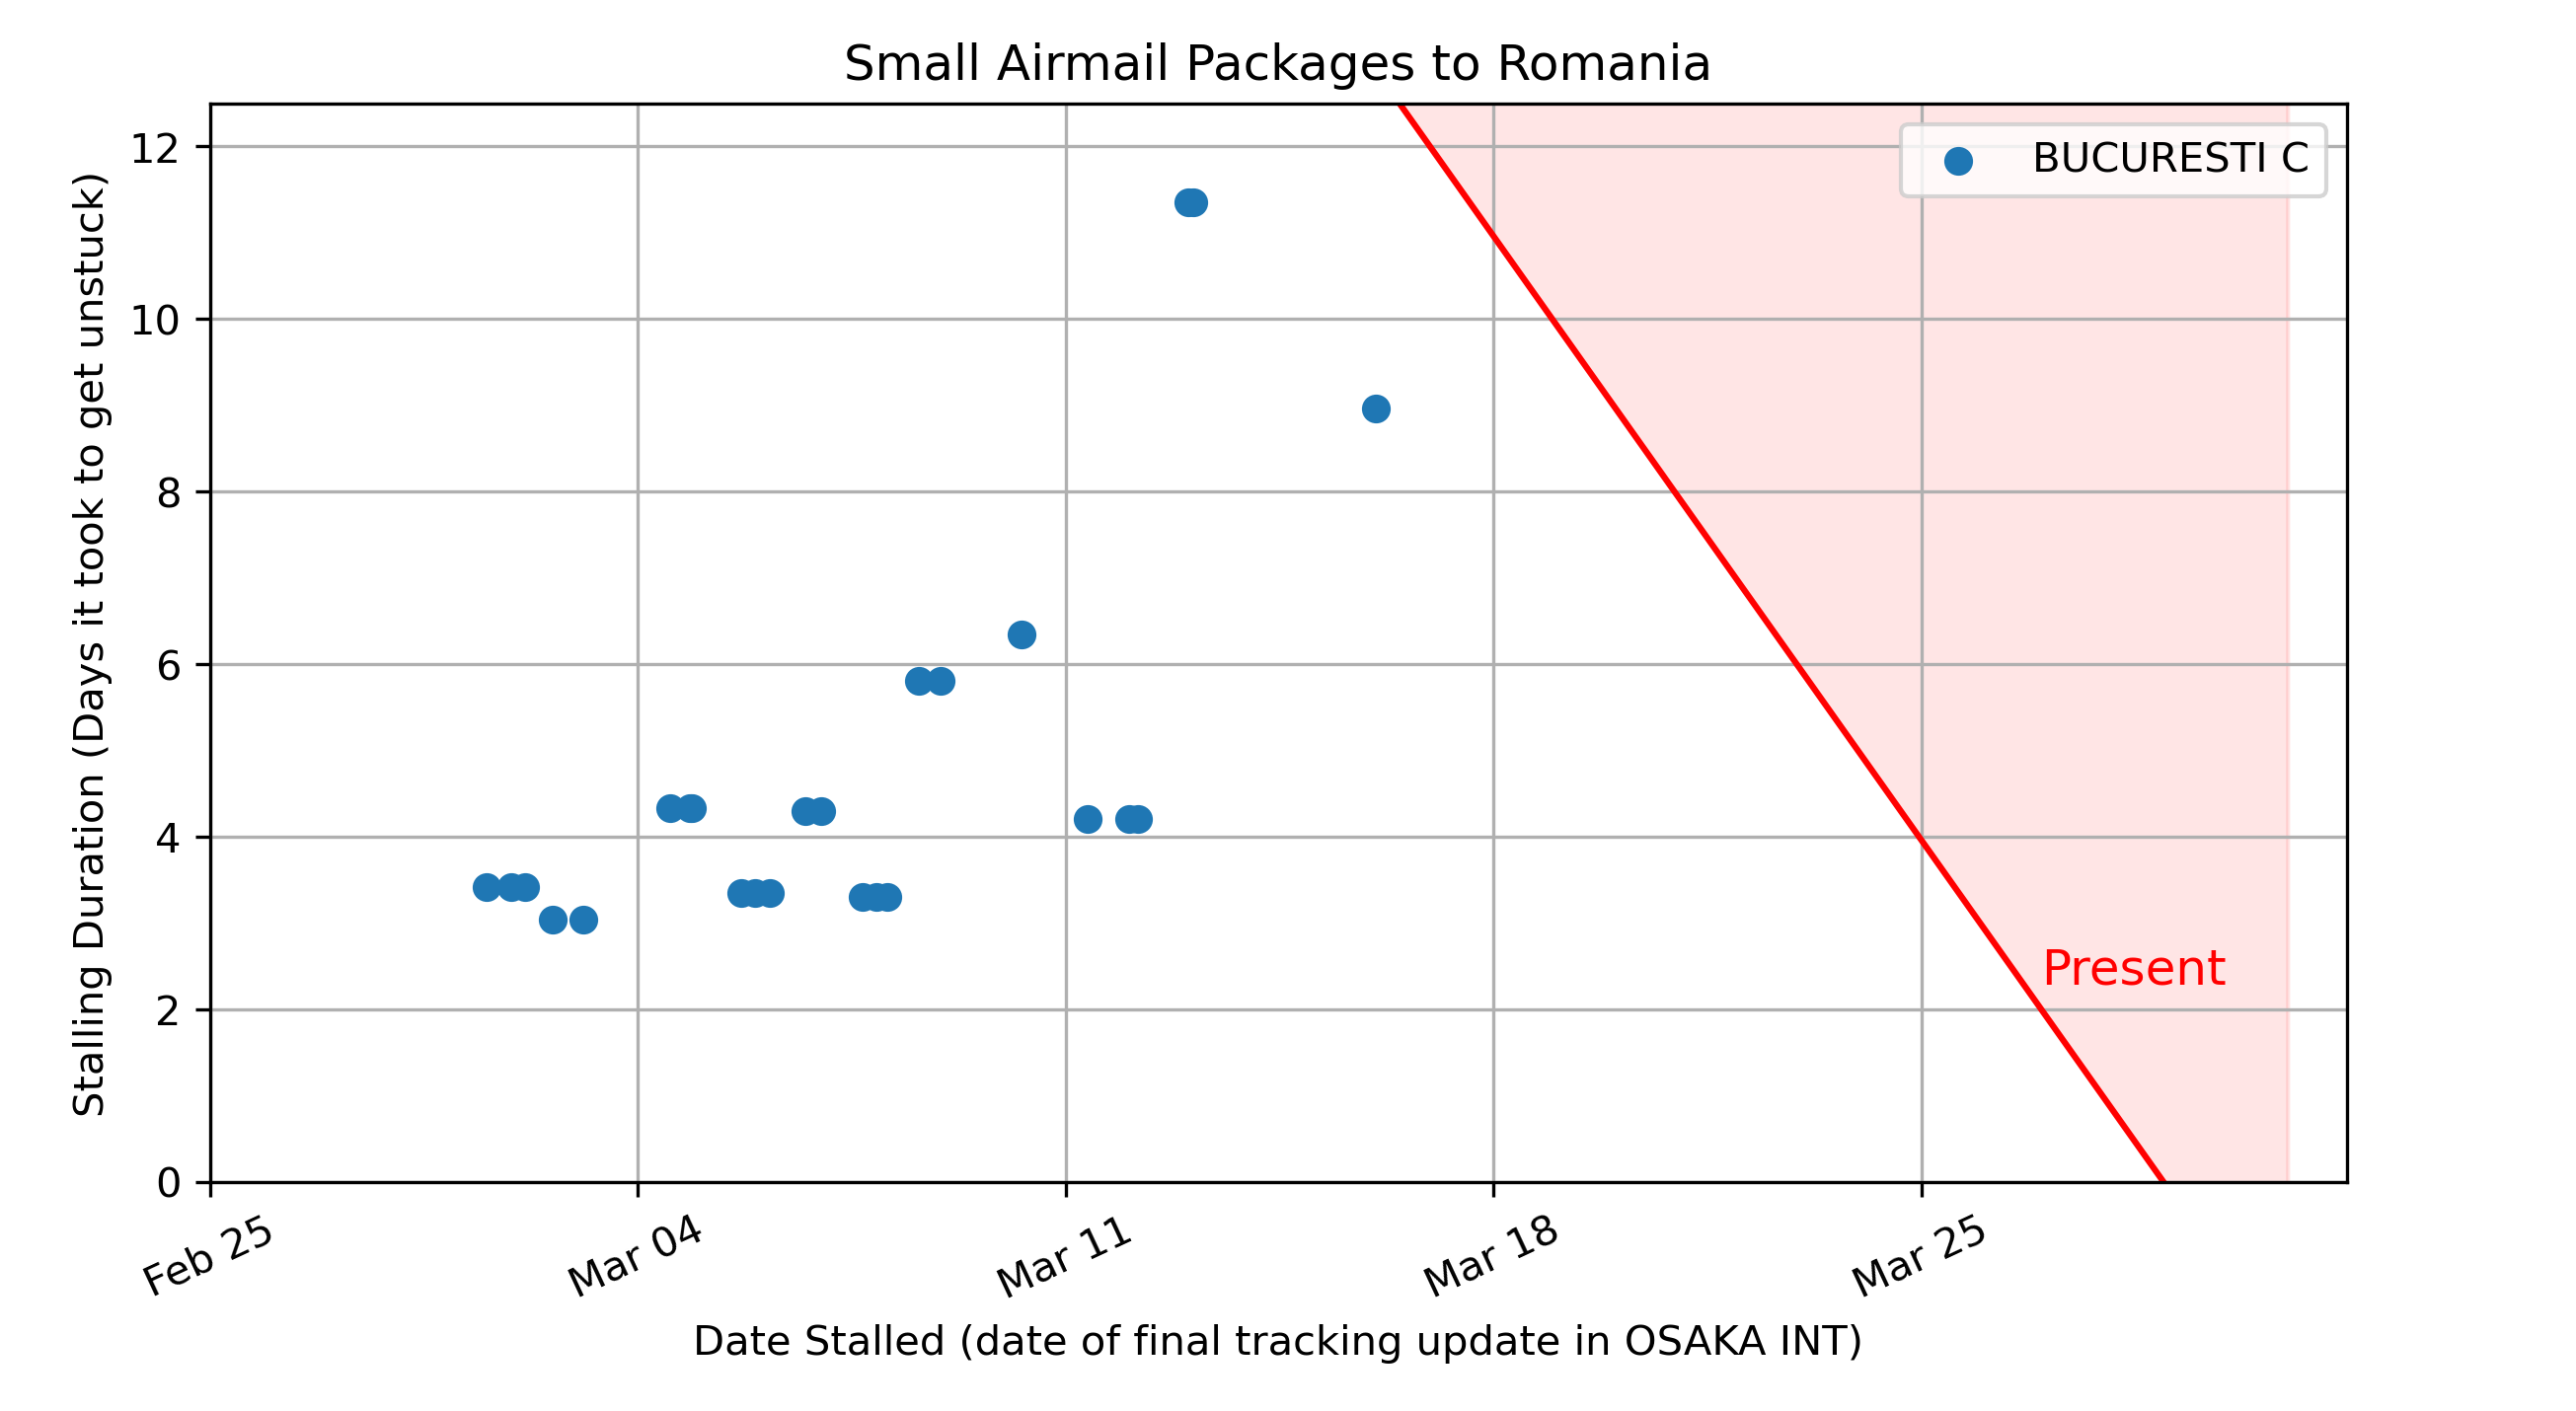 Small Airmail Packages to Romania
BUCURESTI C
Stalling Duration (Days it took to get unstuck)
12
10
8
6
4
2
0
Present
Feb 25
Mar 04
Mar 11
Mar 18
Mar 25
Date Stalled (date of final tracking update in OSAKA INT)